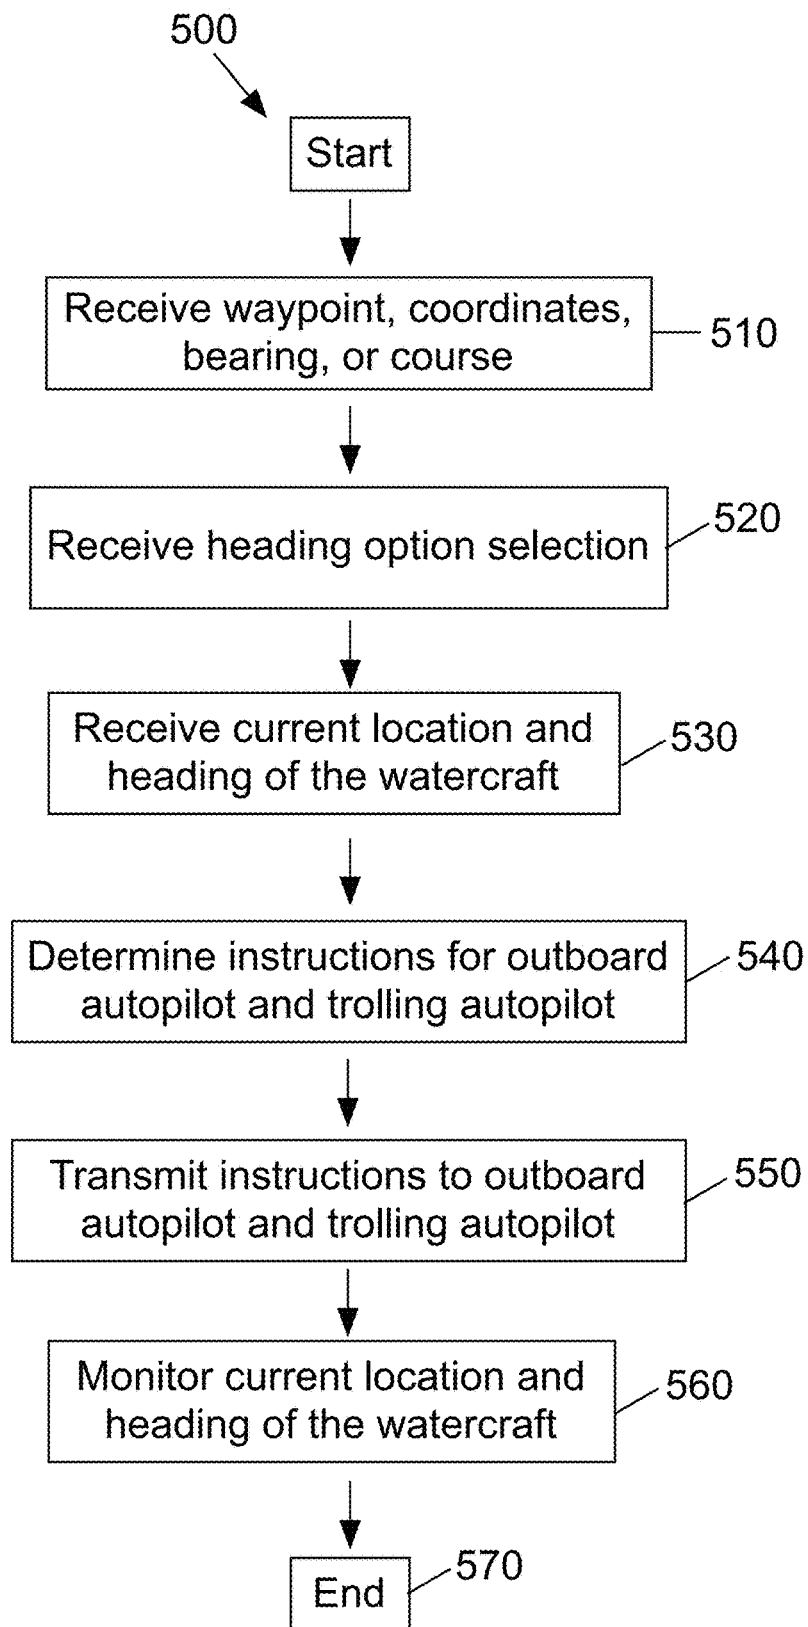 500
Start
Receive waypoint, coordinates,
bearing, or course
510
Receive heading option selection
520
Receive current location and
heading of the watercraft
530
Determine instructions for outboard
autopilot and trolling autopilot
540
Transmit instructions to outboard
autopilot and trolling autopilot
550
Monitor current location and
heading of the watercraft
560
End
570